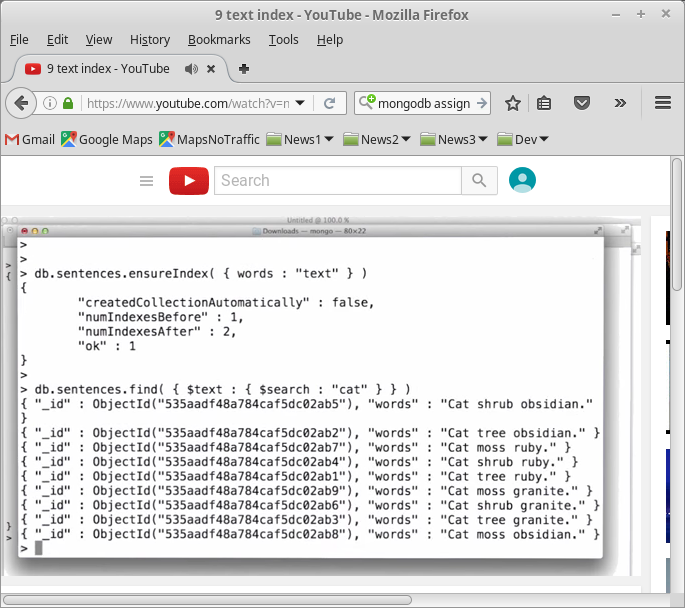 9 text index - YouTube - Mozilla Firefox
File Edit View History Bookmarks Tools Help
9 text index - YouTube
https://www.youtube.com/watch?v=n
mongodb assign
Gmail Google Maps MapsNoTraffic News1 News2 News3 Dev
Search
Untitled @ 100.0 %
Downloads — mongo — 80×22
>
>
> db.sentences.ensureIndex( { words : "text" } )
{
"createdCollectionAutomatically" : false,
"numIndexesBefore" : 1,
"numIndexesAfter" : 2,
"ok" : 1
}
>
> db.sentences.find( { $text : { $search : "cat" } } )
{ "_id" : ObjectId("535aadf48a784caf5dc02ab5"), "words" : "Cat shrub obsidian."
}
{ "_id" : ObjectId("535aadf48a784caf5dc02ab2"), "words" : "Cat tree obsidian." }
{ "_id" : ObjectId("535aadf48a784caf5dc02ab7"), "words" : "Cat moss ruby." }
{ "_id" : ObjectId("535aadf48a784caf5dc02ab4"), "words" : "Cat shrub ruby." }
{ "_id" : ObjectId("535aadf48a784caf5dc02ab1"), "words" : "Cat tree ruby." }
{ "_id" : ObjectId("535aadf48a784caf5dc02ab9"), "words" : "Cat moss granite." }
{ "_id" : ObjectId("535aadf48a784caf5dc02ab6"), "words" : "Cat shrub granite." }
{ "_id" : ObjectId("535aadf48a784caf5dc02ab3"), "words" : "Cat tree granite." }
{ "_id" : ObjectId("535aadf48a784caf5dc02ab8"), "words" : "Cat moss obsidian." }
>